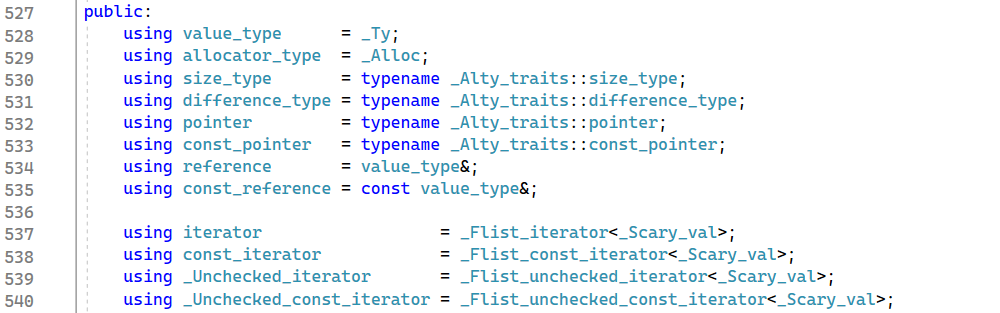 527 public:
528     using value_type      = _Ty;
529     using allocator_type  = _Alloc;
530     using size_type       = typename _Alty_traits::size_type;
531     using difference_type = typename _Alty_traits::difference_type;
532     using pointer         = typename _Alty_traits::pointer;
533     using const_pointer   = typename _Alty_traits::const_pointer;
534     using reference       = value_type&;
535     using const_reference = const value_type&;
536
537     using iterator                  = _Flist_iterator<_Scary_val>;
538     using const_iterator            = _Flist_const_iterator<_Scary_val>;
539     using _Unchecked_iterator       = _Flist_unchecked_iterator<_Scary_val>;
540     using _Unchecked_const_iterator = _Flist_unchecked_const_iterator<_Scary_val>;